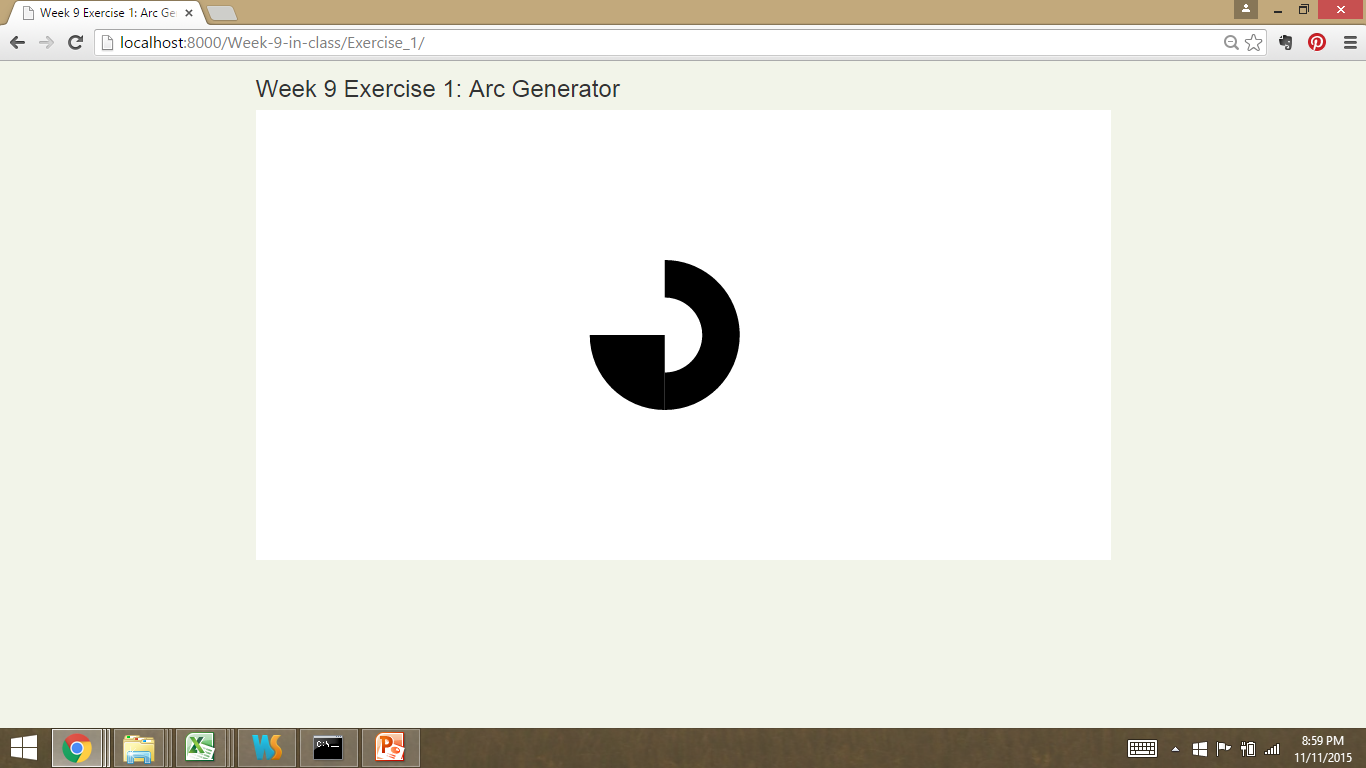 Week 9 Exercise 1: Arc Ge
localhost:8000/Week-9-in-class/Exercise_1/
Week 9 Exercise 1: Arc Generator
WS
C:\
8:59 PM
11/11/2015